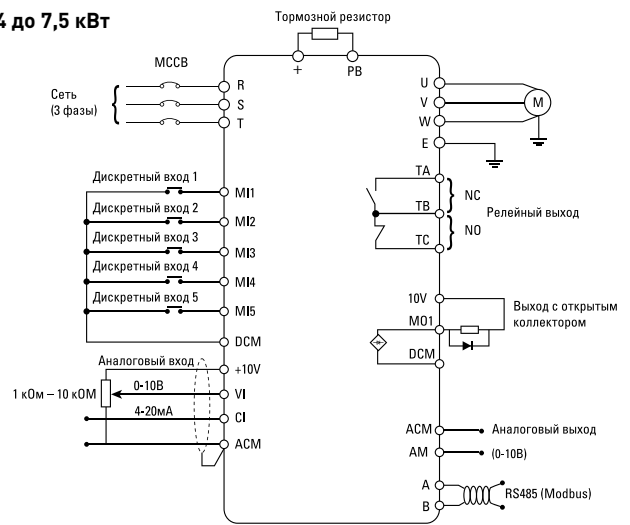 4 до 7,5 кВт
Тормозной резистор
+
PB
МССВ
Сеть
(3 фазы)
R
S
T
U
V
W
E
M
Дискретный вход 1
MI1
Дискретный вход 2
MI2
Дискретный вход 3
MI3
Дискретный вход 4
MI4
Дискретный вход 5
MI5
DCM
TA
TB
TC
NC
NO
Релейный выход
10V
MO1
DCM
Выход с открытым
коллектором
Аналоговый вход
+10V
1 кОм – 10 кОМ
0-10В
VI
4-20мА
CI
ACM
ACM
Аналоговый выход
AM
(0-10В)
A
B
RS485 (Modbus)